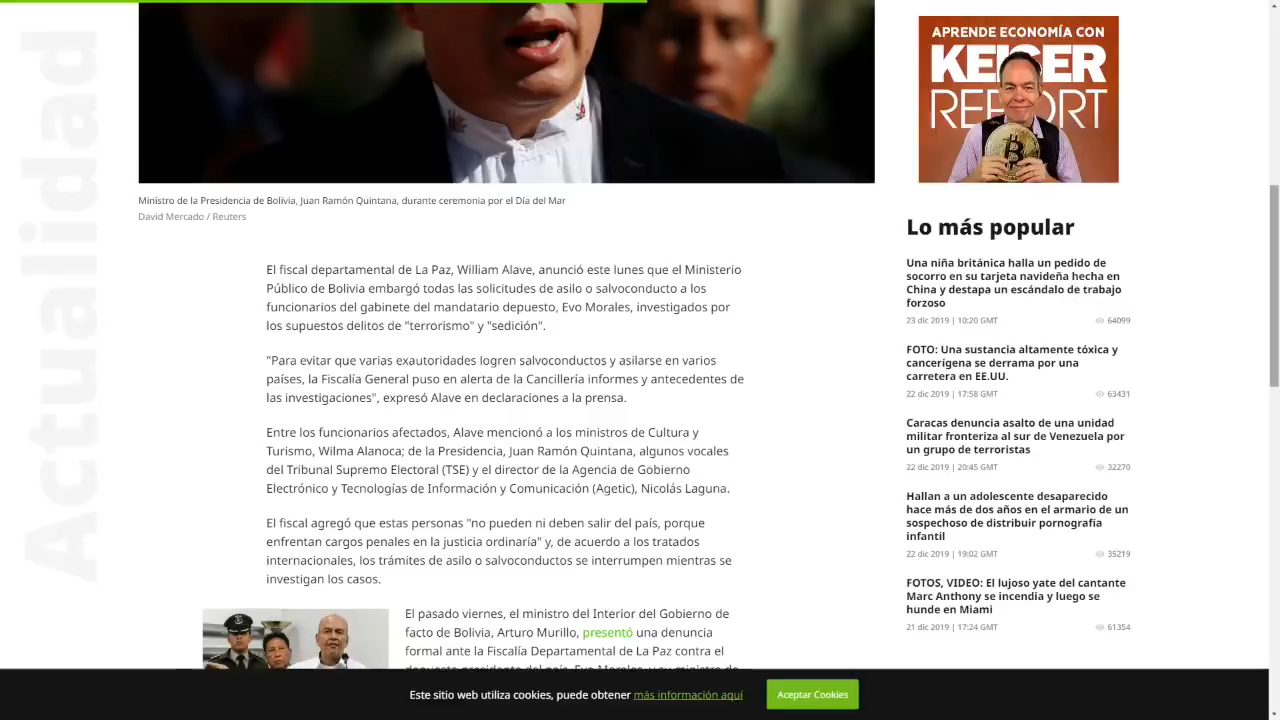 Actualidad
APRENDE ECONOMÍA CON
KEISER
REPORT
Ministro de la Presidencia de Bolivia, Juan Ramón Quintana, durante ceremonia por el Día del Mar
David Mercado / Reuters
El fiscal departamental de La Paz, William Alave, anunció este lunes que el Ministerio
Público de Bolivia embargó todas las solicitudes de asilo o salvoconducto a los
funcionarios del gabinete del mandatario depuesto, Evo Morales, investigados por
los supuestos delitos de "terrorismo" y "sedición".
"Para evitar que varias exautoridades logren salvoconductos y asilarse en varios
países, la Fiscalía General puso en alerta de la Cancillería informes y antecedentes de
las investigaciones", expresó Alave en declaraciones a la prensa.
Entre los funcionarios afectados, Alave mencionó a los ministros de Cultura y
Turismo, Wilma Alanoca; de la Presidencia, Juan Ramón Quintana, algunos vocales
del Tribunal Supremo Electoral (TSE) y el director de la Agencia de Gobierno
Electrónico y Tecnologías de Información y Comunicación (Agetic), Nicolás Laguna.
El fiscal agregó que estas personas "no pueden ni deben salir del país, porque
enfrentan cargos penales en la justicia ordinaria" y, de acuerdo a los tratados
internacionales, los trámites de asilo o salvoconductos se interrumpen mientras se
investigan los casos.
El pasado viernes, el ministro del Interior del Gobierno de
facto de Bolivia, Arturo Murillo, presentó una denuncia
formal ante la Fiscalía Departamental de La Paz contra el
depuesto presidente del país, Evo Morales, y su ministro de
Lo más popular
Una niña británica halla un pedido de
socorro en su tarjeta navideña hecha en
China y destapa un escándalo de trabajo
forzoso
23 dic 2019 | 10:20 GMT 64099
FOTO: Una sustancia altamente tóxica y
cancerígena se derrama por una
carretera en EE.UU.
22 dic 2019 | 17:58 GMT 63431
Caracas denuncia asalto de una unidad
militar fronteriza al sur de Venezuela por
un grupo de terroristas
22 dic 2019 | 20:45 GMT 32270
Hallan a un adolescente desaparecido
hace más de dos años en el armario de un
sospechoso de distribuir pornografía
infantil
22 dic 2019 | 19:02 GMT 35219
FOTOS, VIDEO: El lujoso yate del cantante
Marc Anthony se incendia y luego se
hunde en Miami
21 dic 2019 | 17:24 GMT 61354
Este sitio web utiliza cookies, puede obtener más información aquí
Aceptar Cookies